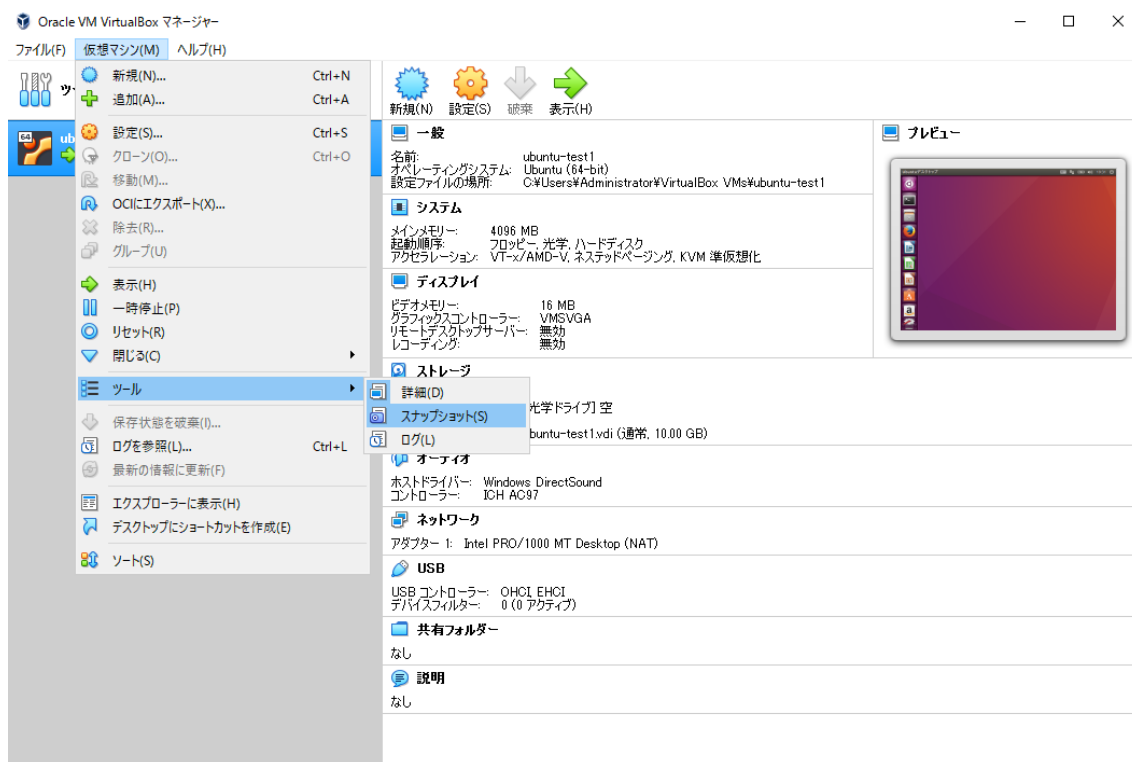 Oracle VM VirtualBox マネージャー
ファイル(F) 仮想マシン(M) ヘルプ(H)
新規(N)... Ctrl+N
追加(A)... Ctrl+A
設定(S)... Ctrl+S
クローン(O)... Ctrl+O
移動(M)...
OCIにエクスポート(X)...
除去(R)...
グループ(U)
表示(H)
一時停止(P)
リセット(R)
閉じる(C)
ツール
保存状態を破棄(I)...
ログを参照(L)... Ctrl+L
最新の情報に更新(F)
エクスプローラーに表示(H)
デスクトップにショートカットを作成(E)
ソート(S)
詳細(D)
スナップショット(S)
ログ(L)
ツ
64
ub
新規(N) 設定(S) 破棄 表示(H)
一般
名前: ubuntu-test1
オペレーティングシステム: Ubuntu (64-bit)
設定ファイルの場所: C:¥Users¥Administrator¥VirtualBox VMs¥ubuntu-test1
システム
メインメモリー: 4096 MB
起動順序: フロッピー, 光学, ハードディスク
アクセラレーション: VT-x/AMD-V, ネステッドページング, KVM 準仮想化
ディスプレイ
ビデオメモリー: 16 MB
グラフィックスコントローラー: VMSVGA
リモートデスクトップサーバー: 無効
レコーディング: 無効
ストレージ
光学ドライブ] 空
buntu-test1.vdi (通常, 10.00 GB)
オーディオ
ホストドライバー: Windows DirectSound
コントローラー: ICH AC97
ネットワーク
アダプター 1: Intel PRO/1000 MT Desktop (NAT)
USB
USB コントローラー: OHCI, EHCI
デバイスフィルター: 0 (0 アクティブ)
共有フォルダー
なし
説明
なし
プレビュー